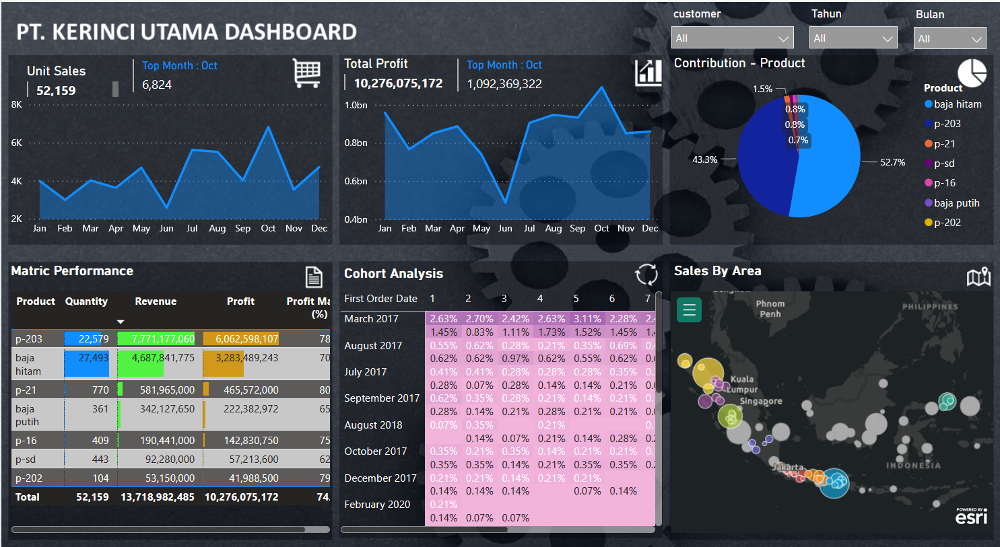 PT. KERINCI UTAMA DASHBOARD
customer
All
Tahun
All
Bulan
All
Unit Sales
52,159
Top Month : Oct
6,824
8K
6K
4K
2K
Jan Feb Mar Apr May Jun Jul Aug Sep Oct Nov Dec
Total Profit
10,276,075,172
Top Month : Oct
1,092,369,322
1.0bn
0.8bn
0.6bn
0.4bn
Jan Feb Mar Apr May Jun Jul Aug Sep Oct Nov Dec
Contribution - Product
1.5%
0.8%
0.8%
0.7%
43.3%
52.7%
Product
baja hitam
p-203
p-21
p-sd
p-16
baja putih
p-202
Matric Performance
Product Quantity Revenue Profit Profit Ma
(%)
p-203 22,579 7,771,177,060 6,062,598,107 78
baja hitam 27,493 4,687,841,775 3,283,489,243 70
p-21 770 581,965,000 465,572,000 80
baja putih 361 342,127,650 222,382,972 65
p-16 409 190,441,000 142,830,750 75
p-sd 443 92,280,000 57,213,600 62
p-202 104 53,150,000 41,988,500 79
Total 52,159 13,718,982,485 10,276,075,172 74.
Cohort Analysis
First Order Date 1 2 3 4 5 6 7
March 2017 2.63% 2.70% 2.42% 2.63% 3.11% 2.28% 2.4
1.45% 0.83% 1.11% 1.73% 1.52% 1.45% 1.4
August 2017 0.55% 0.62% 0.28% 0.21% 0.35% 0.69%
0.62% 0.62% 0.97% 0.62% 0.55% 0.62% 0.6
July 2017 0.41% 0.41% 0.28% 0.28% 0.28% 0.35%
0.28% 0.07% 0.28% 0.14% 0.14% 0.21% 0.0
September 2017 0.62% 0.35% 0.28% 0.21% 0.14% 0.21%
0.28% 0.14% 0.21% 0.28% 0.21% 0.21% 0.0
August 2018 0.07% 0.35% 0.21% 0.1
0.14% 0.07% 0.21% 0.14% 0.28% 0.2
October 2017 0.35% 0.21% 0.35% 0.14% 0.21% 0.21%
0.35% 0.35% 0.14% 0.21% 0.35% 0.35% 0.2
December 2017 0.21% 0.21% 0.14% 0.21% 0.21%
0.14% 0.14% 0.14% 0.07% 0.14%
February 2020 0.21%
0.14% 0.07% 0.07%
Sales By Area
Phnom
Penh
PHILIPPINES
Kuala
Lumpur
Singapore
Jakarta
INDONESIA
POWERED BY
esri